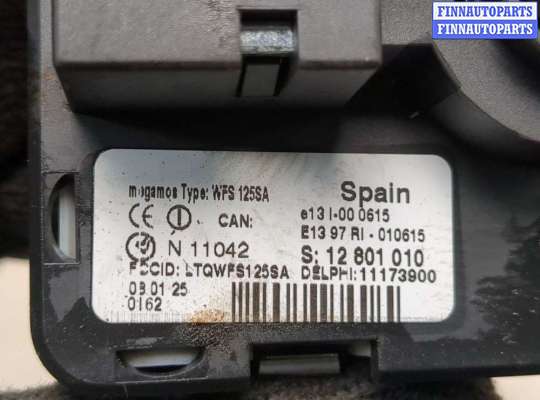 FINNAUTOPARTS
FINNAUTOPARTS
megamos Type: WFS 125SA
Spain
CE CAN:
e13 I-00 0615
E13 97 RI - 010615
N 11042
S: 12 801 010
FCCID: LTQWFS125SA DELPHI:11173900
03 01 25
0162